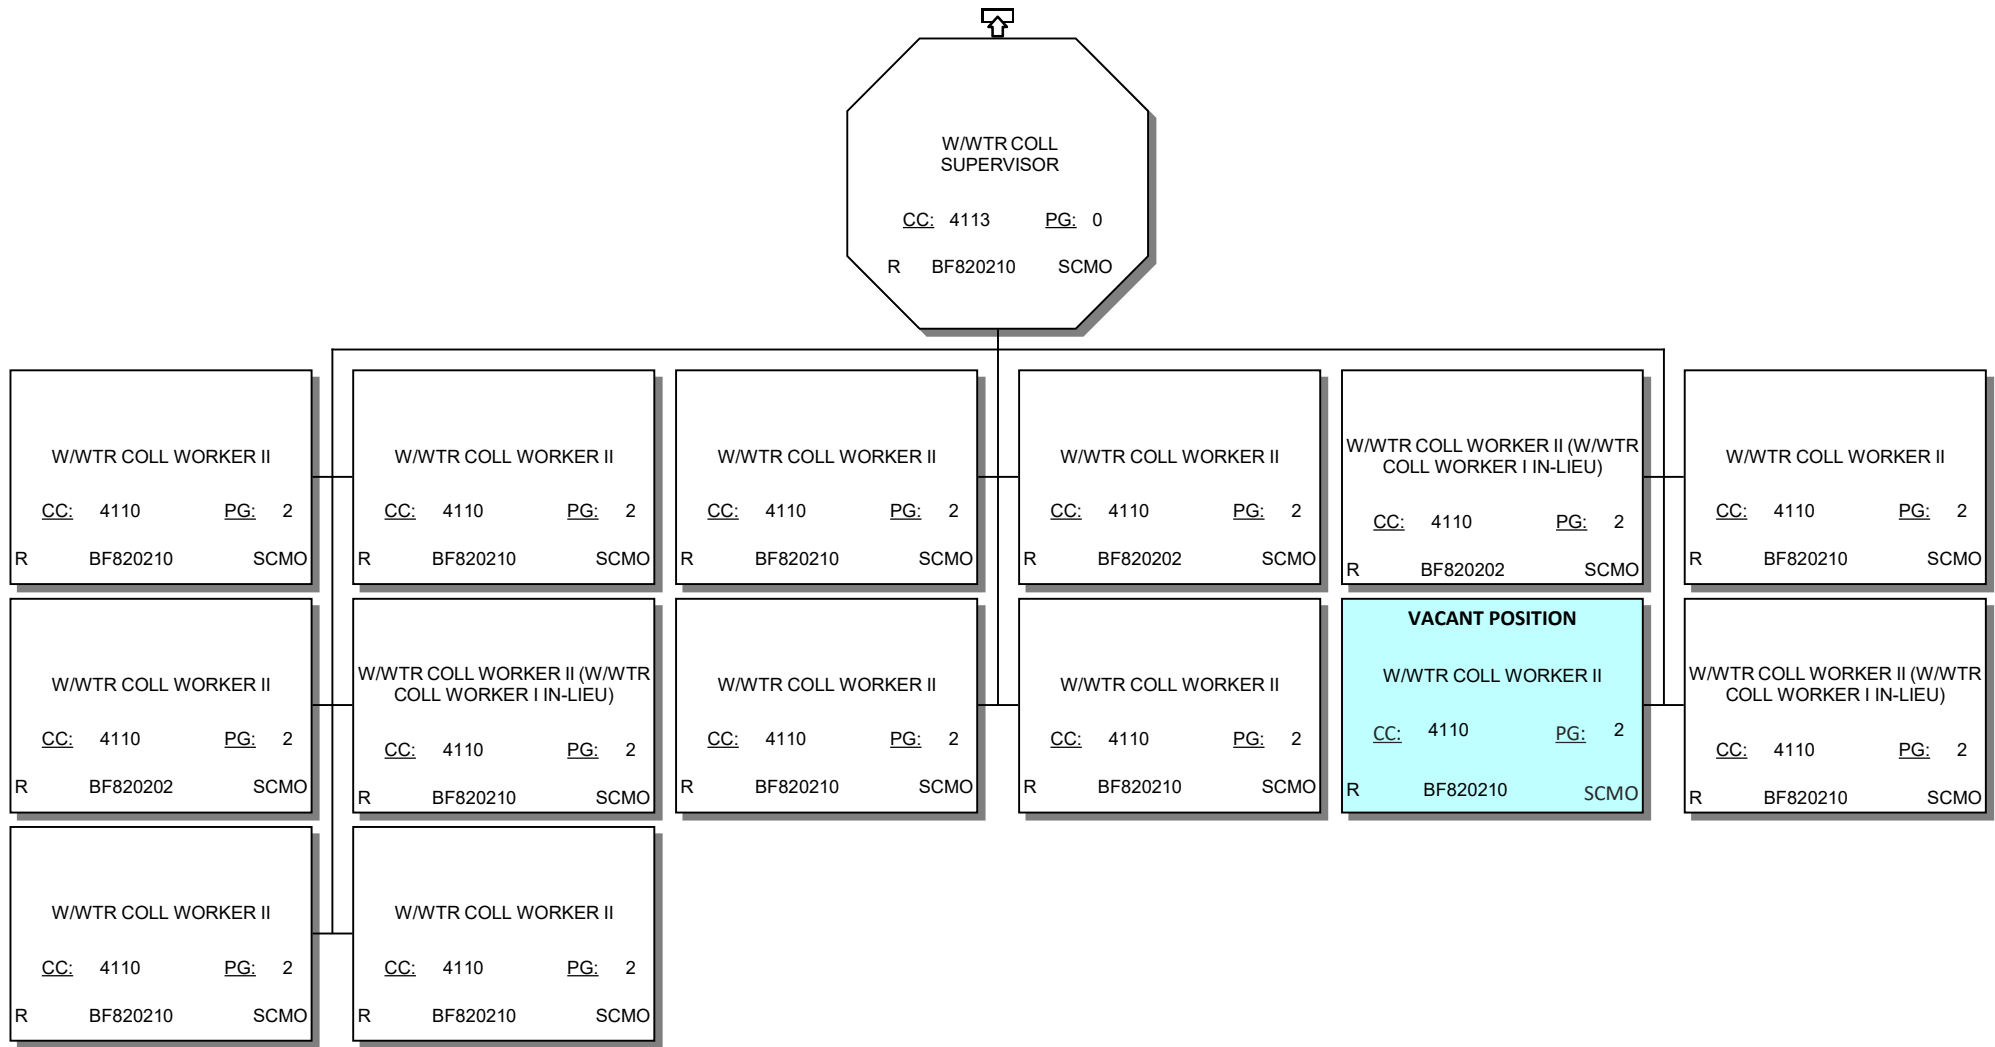 W/WTR COLL
SUPERVISOR
CC: 4113 PG: 0
R BF820210 SCMO
W/WTR COLL WORKER II
CC: 4110 PG: 2
R BF820210 SCMO
W/WTR COLL WORKER II
CC: 4110 PG: 2
R BF820210 SCMO
W/WTR COLL WORKER II
CC: 4110 PG: 2
R BF820210 SCMO
W/WTR COLL WORKER II
CC: 4110 PG: 2
R BF820202 SCMO
W/WTR COLL WORKER II (W/WTR
COLL WORKER I IN-LIEU)
CC: 4110 PG: 2
R BF820202 SCMO
W/WTR COLL WORKER II
CC: 4110 PG: 2
R BF820210 SCMO
W/WTR COLL WORKER II
CC: 4110 PG: 2
R BF820202 SCMO
W/WTR COLL WORKER II (W/WTR
COLL WORKER I IN-LIEU)
CC: 4110 PG: 2
R BF820210 SCMO
W/WTR COLL WORKER II
CC: 4110 PG: 2
R BF820210 SCMO
W/WTR COLL WORKER II
CC: 4110 PG: 2
R BF820210 SCMO
VACANT POSITION
W/WTR COLL WORKER II
CC: 4110 PG: 2
R BF820210 SCMO
W/WTR COLL WORKER II (W/WTR
COLL WORKER I IN-LIEU)
CC: 4110 PG: 2
R BF820210 SCMO
W/WTR COLL WORKER II
CC: 4110 PG: 2
R BF820210 SCMO
W/WTR COLL WORKER II
CC: 4110 PG: 2
R BF820210 SCMO